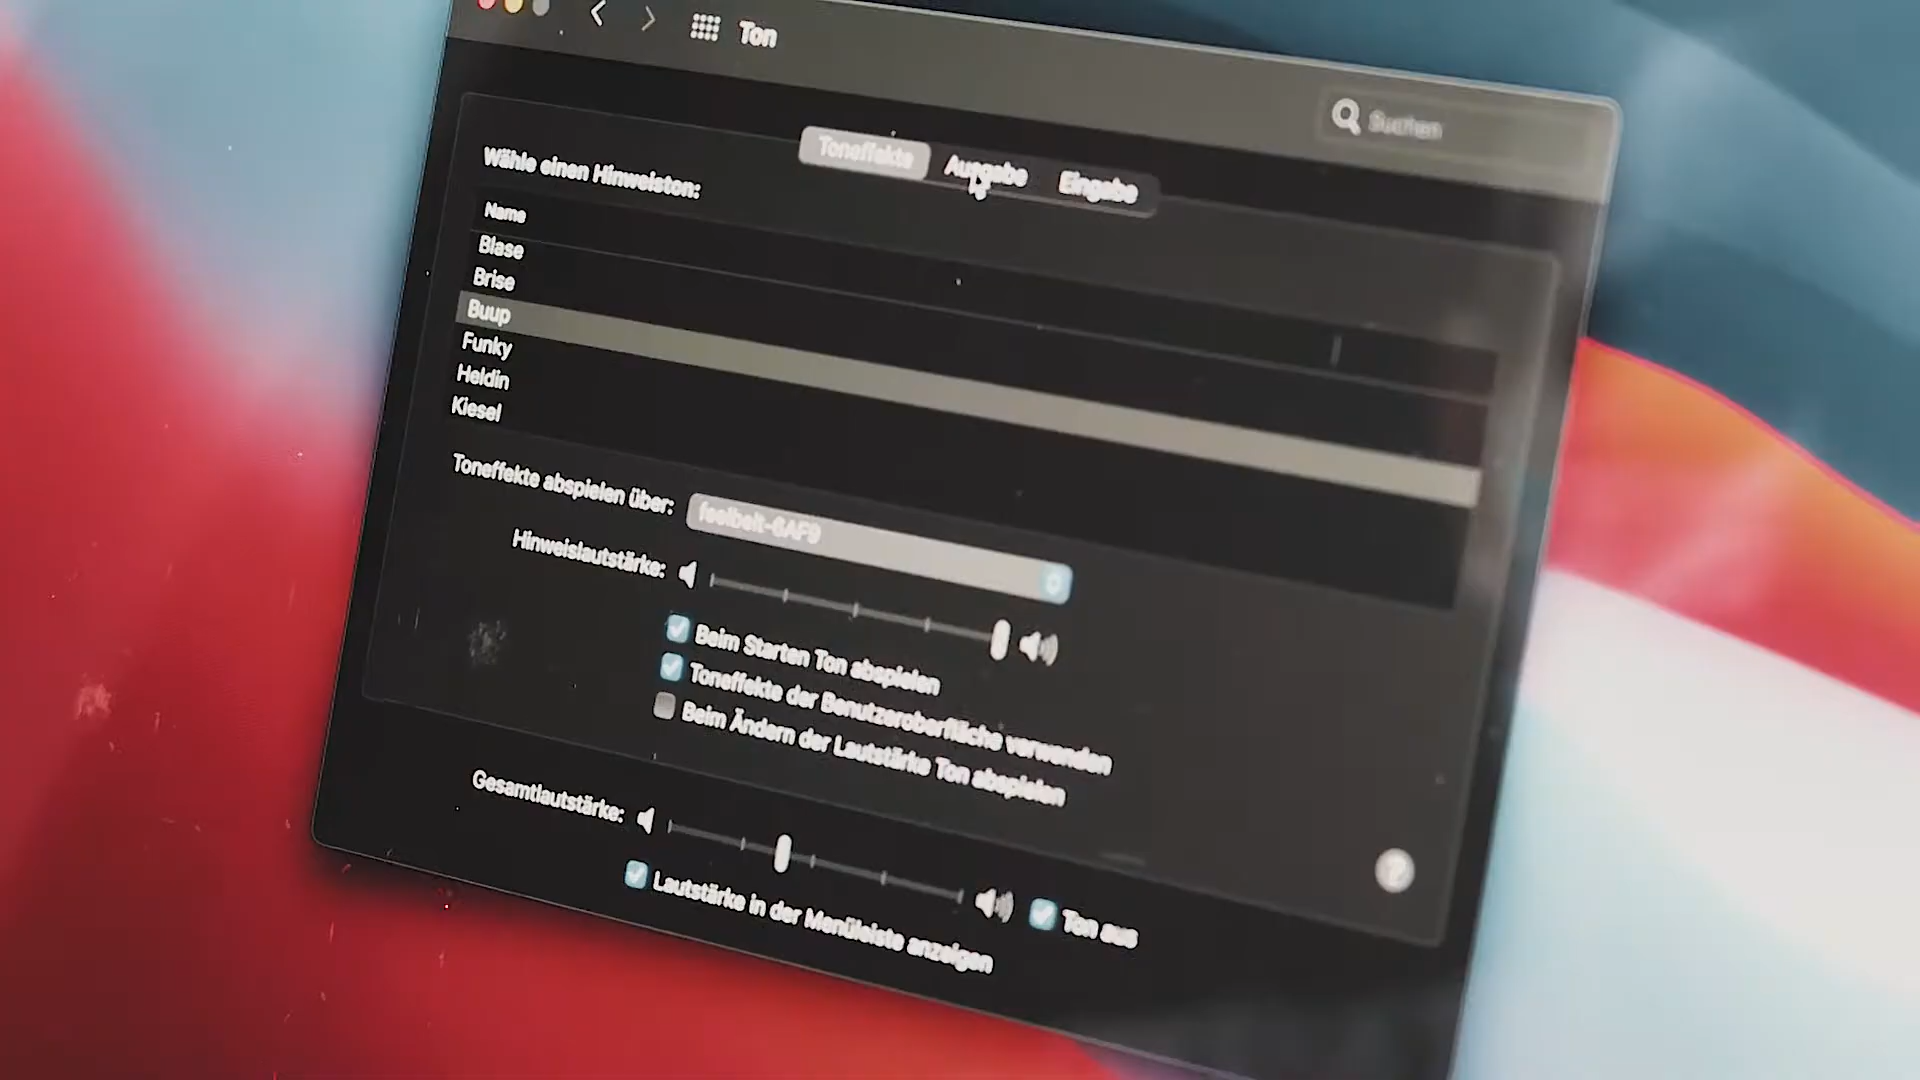 Ton
Suchen
Toneffekte Ausgabe Eingabe
Wähle einen Hinweiston:
Name
Blase
Brise
Buup
Funky
Heldin
Kiesel
Toneffekte abspielen über: feelbelt-6AF9
Hinweislautstärke:
Beim Starten Ton abspielen
Toneffekte der Benutzeroberfläche verwenden
Beim Ändern der Lautstärke Ton abspielen
Gesamtlautstärke:
Ton aus
Lautstärke in der Menüleiste anzeigen
?